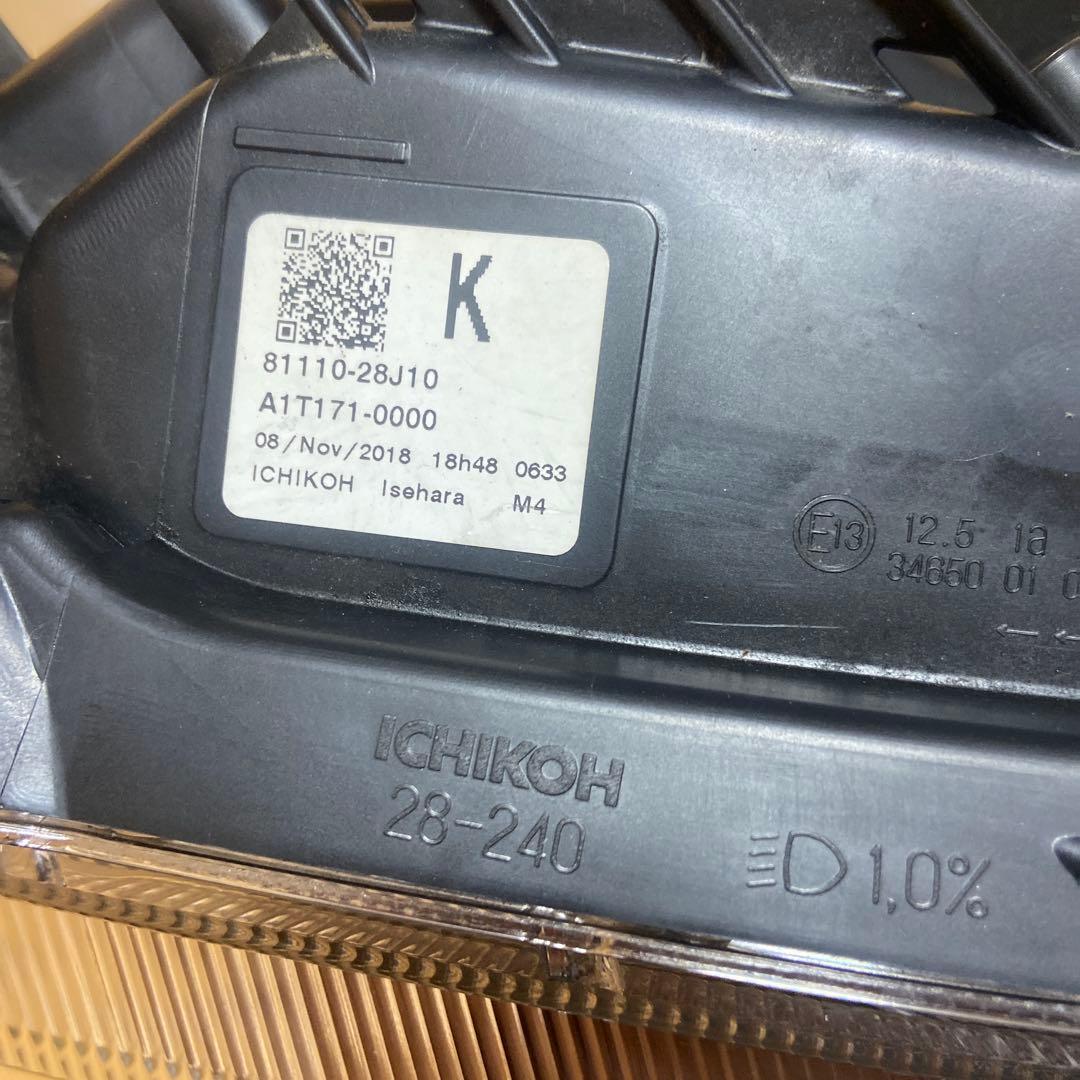 K
81110-28J10
A1T171-0000
08/Nov/2018 18h48 0633
ICHIKOH Isehara M4
E13 12.5 1a
34650 01 0
←←
ICHIKOH
28-240
1,0%